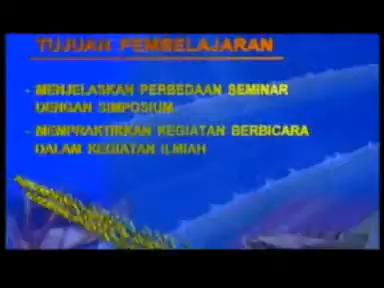 TUJUAN PEMBELAJARAN
- MENJELASKAN PERBEDAAN SEMINAR
DENGAN SIMPOSIUM
- MEMPRAKTIKKAN KEGIATAN BERBICARA
DALAM KEGIATAN ILMIAH